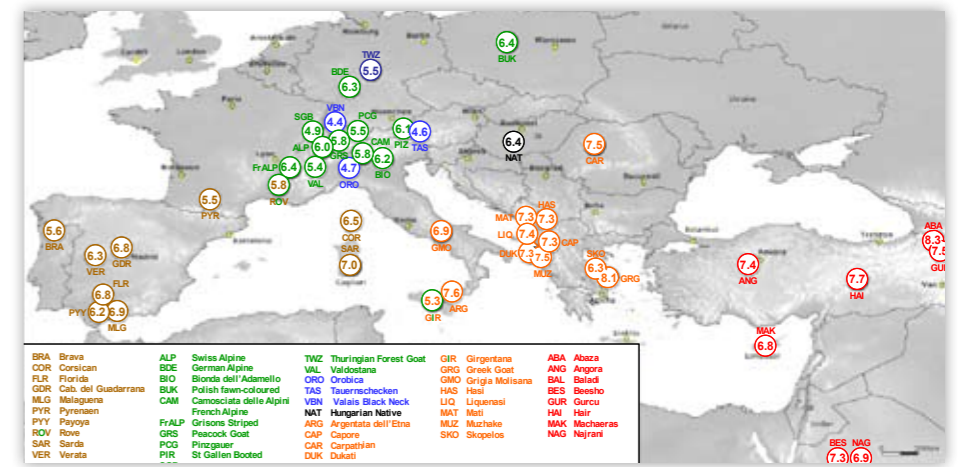 6.4
BUK
TWZ
5.5
BDE
6.3
VBN
4.4
SGB
4.9
PCG
5.5
6.1
PIZ
4.6
TAS
ALP
6.0
5.8
GRS
5.8
CAM
6.2
BIO
FrALP
6.4
5.4
VAL
4.7
ORO
5.8
ROV
6.4
NAT
7.5
CAR
5.5
PYR
5.6
BRA
6.3
VER
6.8
GDR
Madrid
FLR
6.8
PYY
6.2
6.9
MLG
6.5
COR
SAR
7.0
6.9
GMO
5.3
GIR
7.6
ARG
HAS
MAT
7.3
7.3
LIQ
7.4
7.3
CAP
DUK
7.3
7.5
MUZ
SKO
6.3
8.1
GRG
7.4
ANG
7.7
HAI
MAK
6.8
ABA
8.3
7.5
GUR
BES
7.3
NAG
6.9
BRA Brava
COR Corsican
FLR Florida
GDR Cab. del Guadarrana
MLG Malaguena
PYR Pyrenaen
PYY Payoya
ROV Rove
SAR Sarda
VER Verata
ALP Swiss Alpine
BDE German Alpine
BIO Bionda dell'Adamello
BUK Polish fawn-coloured
CAM Camosciata delle Alpini
French Alpine
FrALP Grisons Striped
GRS Peacock Goat
PCG Pinzgauer
PIR St Gallen Booted
TWZ Thuringian Forest Goat
VAL Valdostana
ORO Orobica
TAS Tauernschecken
VBN Valais Black Neck
NAT Hungarian Native
ARG Argentata dell'Etna
CAP Capore
CAR Carpathian
DUK Dukati
GIR Girgentana
GRG Greek Goat
GMO Grigia Molisana
HAS Hasi
LIQ Liquenasi
MAT Mati
MUZ Muzhake
SKO Skopelos
ABA Abaza
ANG Angora
BAL Baladi
BES Beesho
GUR Gurcu
HAI Hair
MAK Machaeras
NAG Najrani